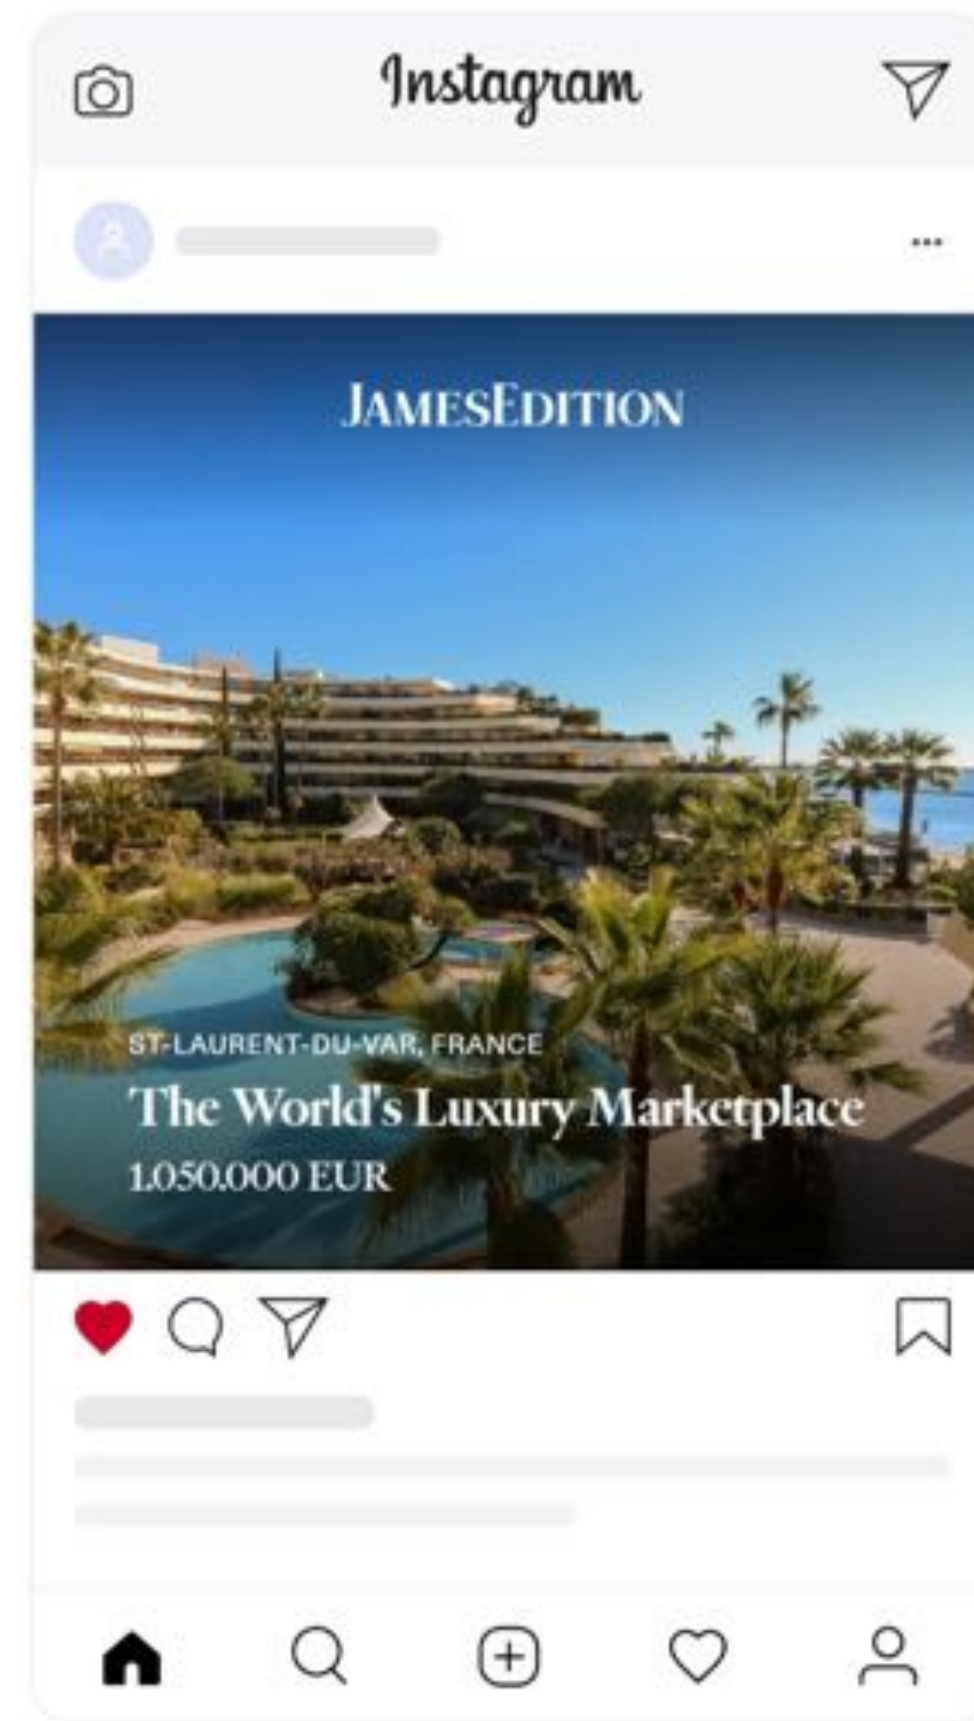 Instagram
JAMESEDITION
ST-LAURENT-DU-VAR, FRANCE
The World's Luxury Marketplace
1.050.000 EUR